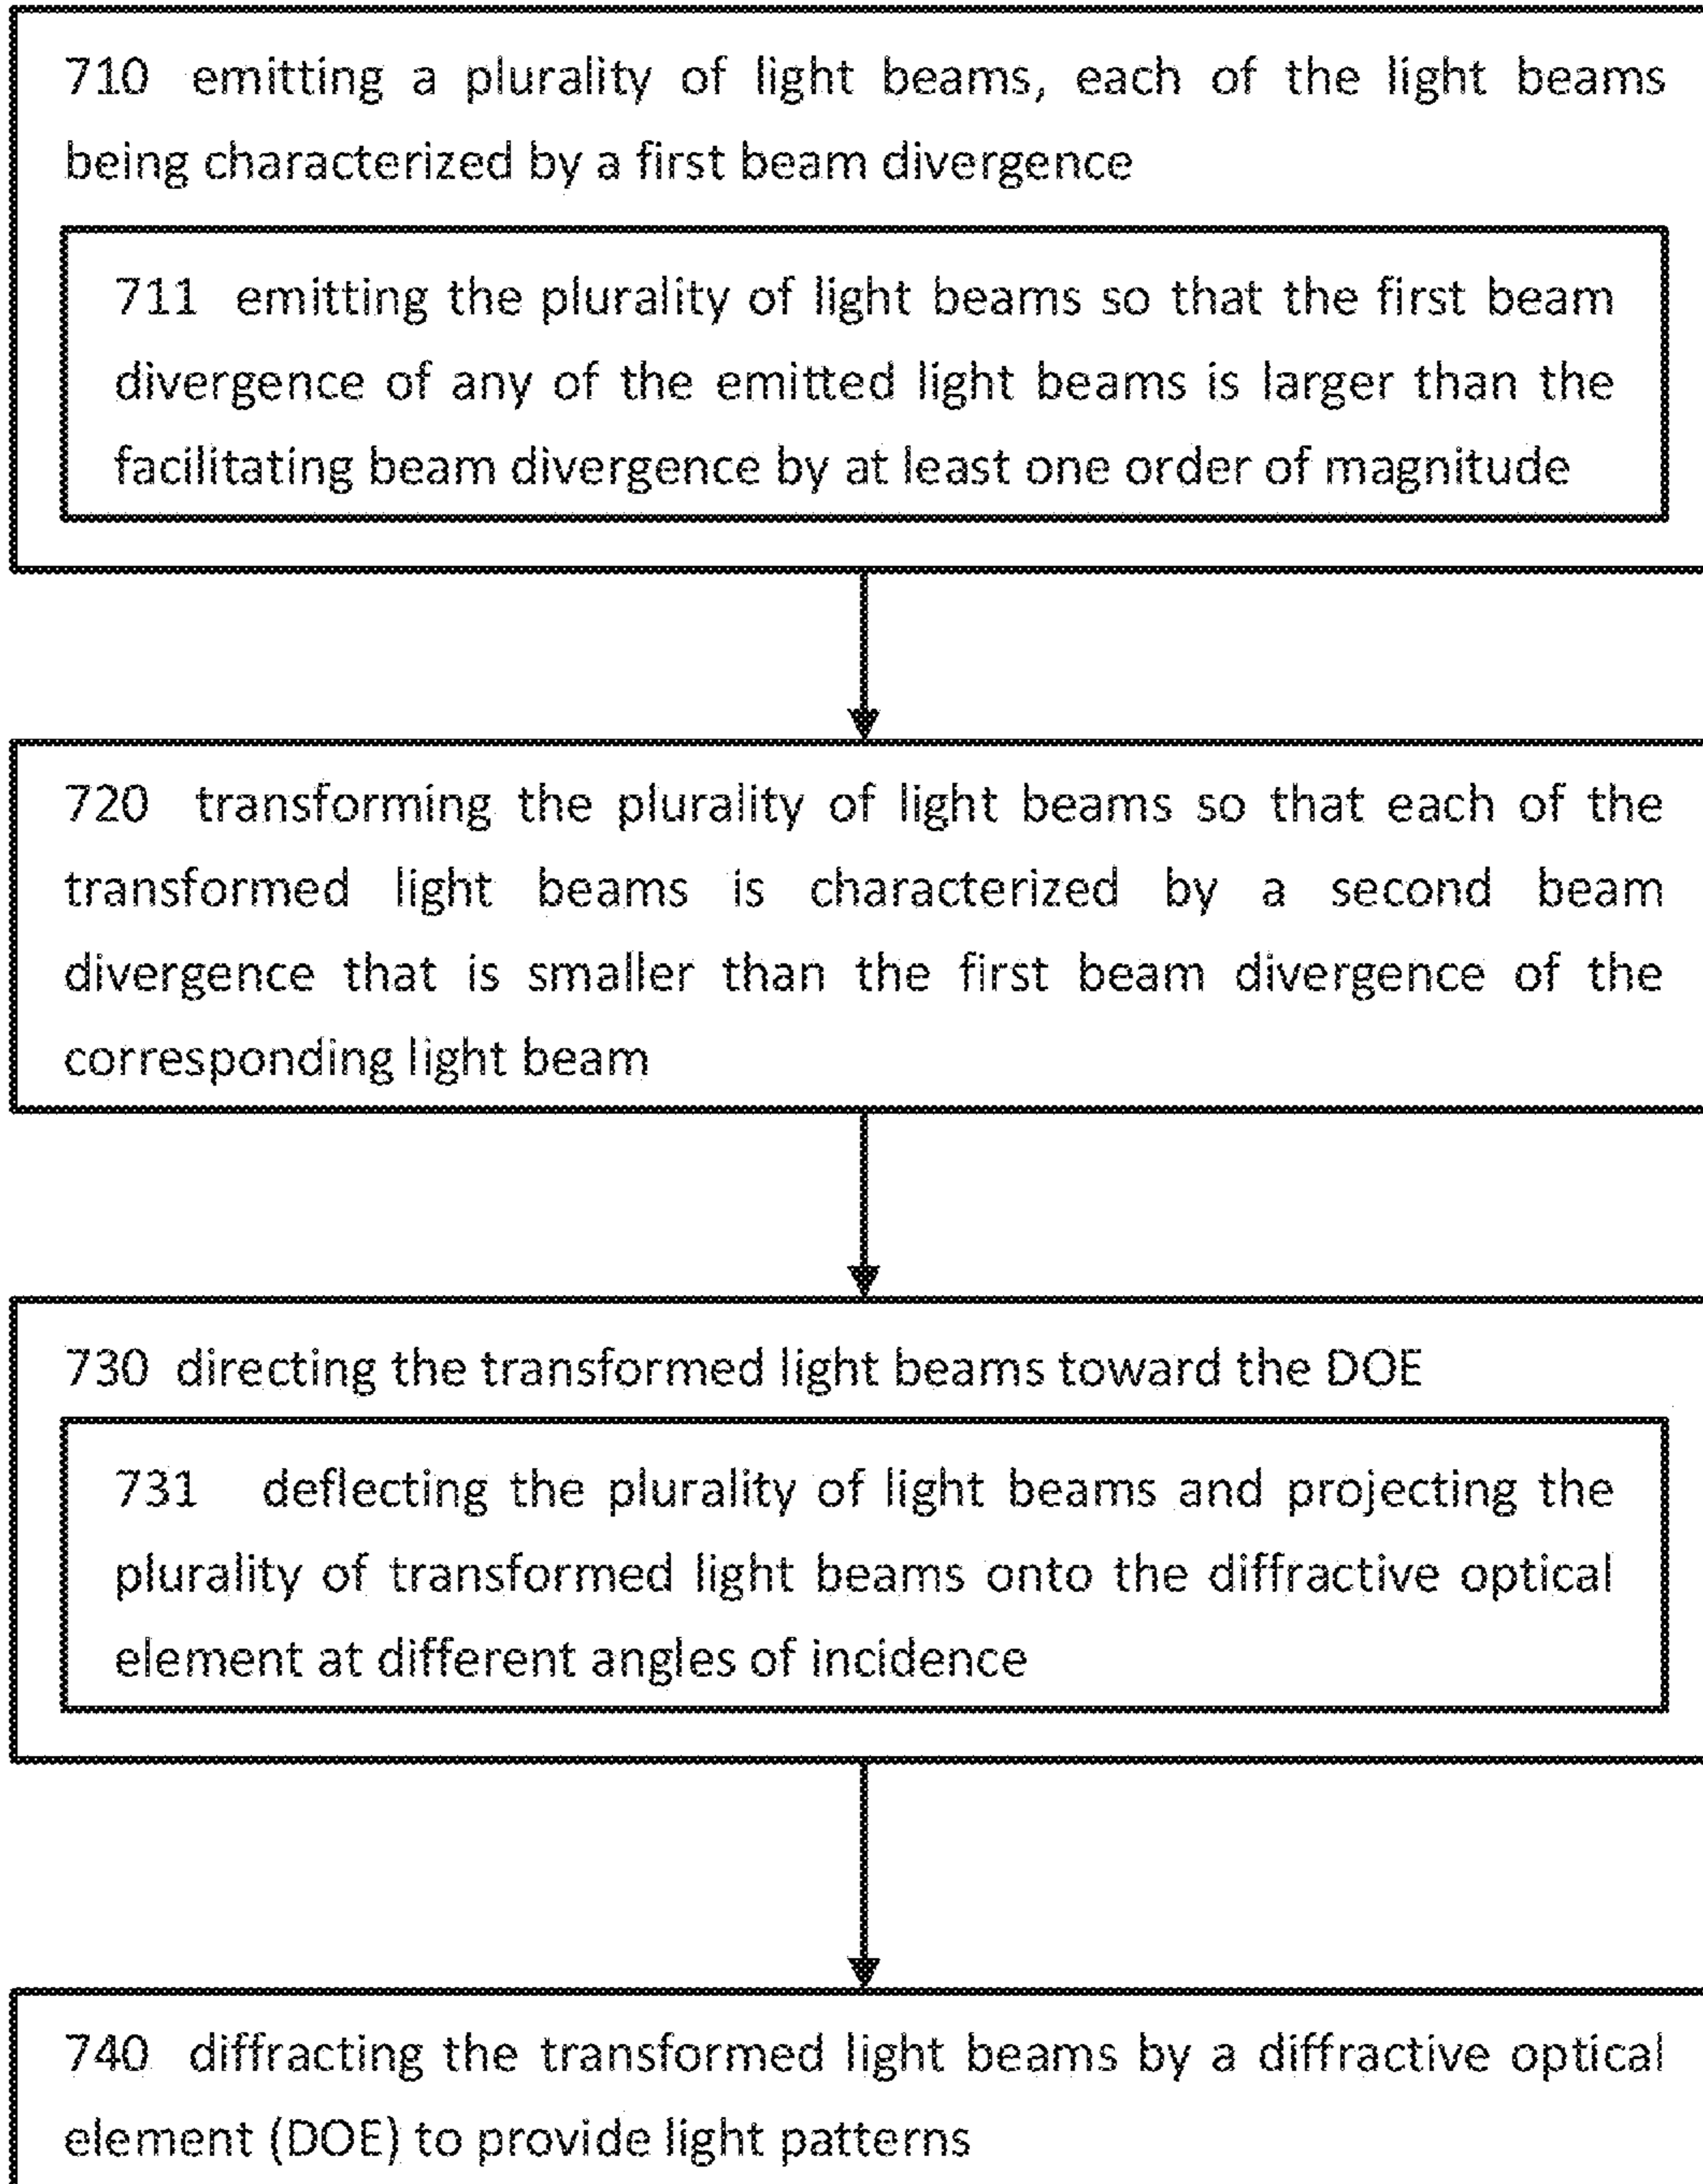 710 emitting a plurality of light beams, each of the light beams
being characterized by a first beam divergence
711 emitting the plurality of light beams so that the first beam
divergence of any of the emitted light beams is larger than the
facilitating beam divergence by at least one order of magnitude
720 transforming the plurality of light beams so that each of the
transformed light beams is characterized by a second beam
divergence that is smaller than the first beam divergence of the
corresponding light beam
730 directing the transformed light beams toward the DOE
731 deflecting the plurality of light beams and projecting the
plurality of transformed light beams onto the diffractive optical
element at different angles of incidence
740 diffracting the transformed light beams by a diffractive optical
element (DOE) to provide light patterns